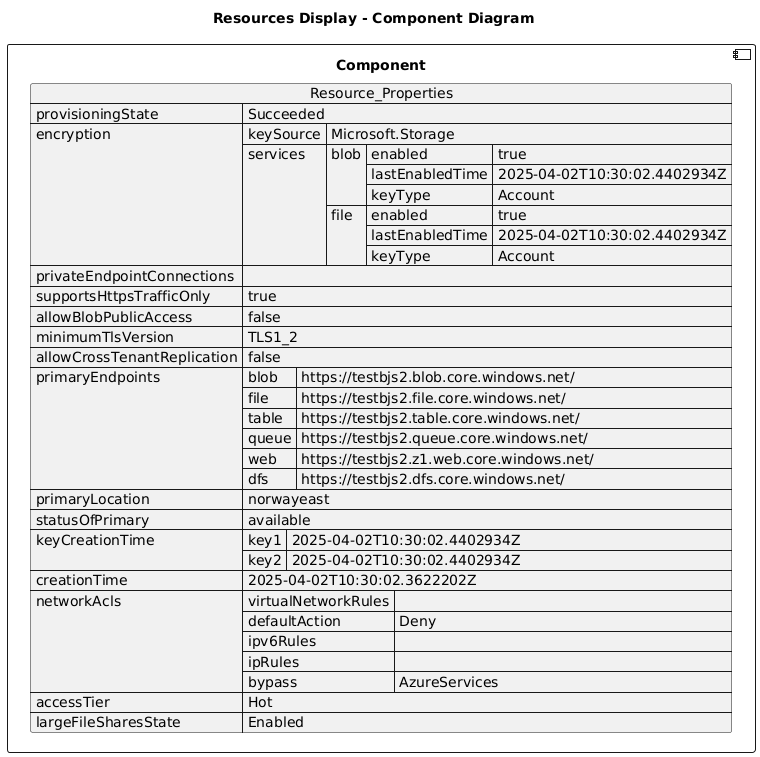 Resources Display - Component Diagram
Component
Resource_Properties
provisioningState Succeeded
encryption keySource Microsoft.Storage
services blob enabled true
lastEnabledTime 2025-04-02T10:30:02.4402934Z
keyType Account
file enabled true
lastEnabledTime 2025-04-02T10:30:02.4402934Z
keyType Account
privateEndpointConnections
supportsHttpsTrafficOnly true
allowBlobPublicAccess false
minimumTlsVersion TLS1_2
allowCrossTenantReplication false
primaryEndpoints blob https://testbjs2.blob.core.windows.net/
file https://testbjs2.file.core.windows.net/
table https://testbjs2.table.core.windows.net/
queue https://testbjs2.queue.core.windows.net/
web https://testbjs2.z1.web.core.windows.net/
dfs https://testbjs2.dfs.core.windows.net/
primaryLocation norwayeast
statusOfPrimary available
keyCreationTime key1 2025-04-02T10:30:02.4402934Z
key2 2025-04-02T10:30:02.4402934Z
creationTime 2025-04-02T10:30:02.3622202Z
networkAcls virtualNetworkRules
defaultAction Deny
ipv6Rules
ipRules
bypass AzureServices
accessTier Hot
largeFileSharesState Enabled